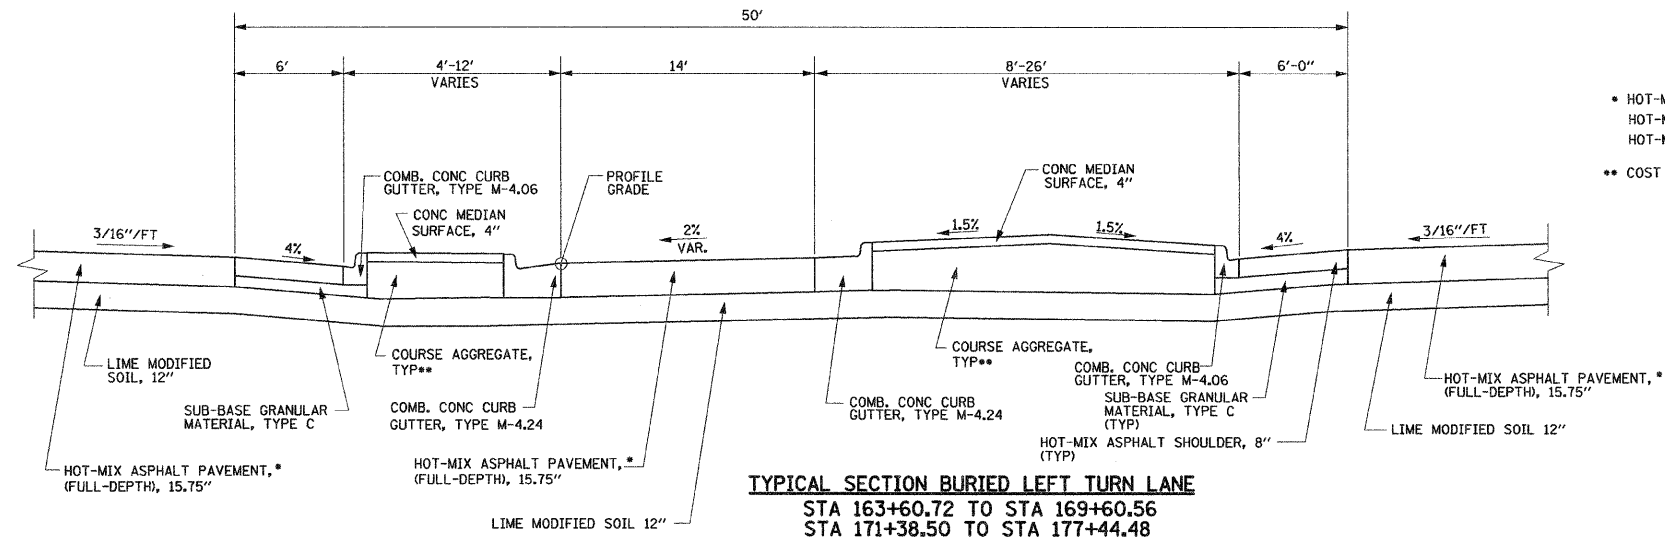 50'
6'
4'-12'
VARIES
14'
8'-26'
VARIES
6'-0"
* HOT-M
HOT-M
HOT-M
** COST
COMB. CONC CURB
GUTTER, TYPE M-4.06
PROFILE
GRADE
CONC MEDIAN
SURFACE, 4"
CONC MEDIAN
SURFACE, 4"
3/16"/FT
4%
2%
VAR.
1.5%
1.5%
4%
3/16"/FT
LIME MODIFIED
SOIL, 12"
COURSE AGGREGATE,
TYP**
COURSE AGGREGATE,
TYP**
COMB. CONC CURB
GUTTER, TYPE M-4.06
HOT-MIX ASPHALT PAVEMENT,*
(FULL-DEPTH), 15.75"
SUB-BASE GRANULAR
MATERIAL, TYPE C
COMB. CONC CURB
GUTTER, TYPE M-4.24
COMB. CONC CURB
GUTTER, TYPE M-4.24
SUB-BASE GRANULAR
MATERIAL, TYPE C
(TYP)
LIME MODIFIED SOIL 12"
HOT-MIX ASPHALT SHOULDER, 8"
(TYP)
HOT-MIX ASPHALT PAVEMENT,*
(FULL-DEPTH), 15.75"
HOT-MIX ASPHALT PAVEMENT,*
(FULL-DEPTH), 15.75"
LIME MODIFIED SOIL 12"
TYPICAL SECTION BURIED LEFT TURN LANE
STA 163+60.72 TO STA 169+60.56
STA 171+38.50 TO STA 177+44.48